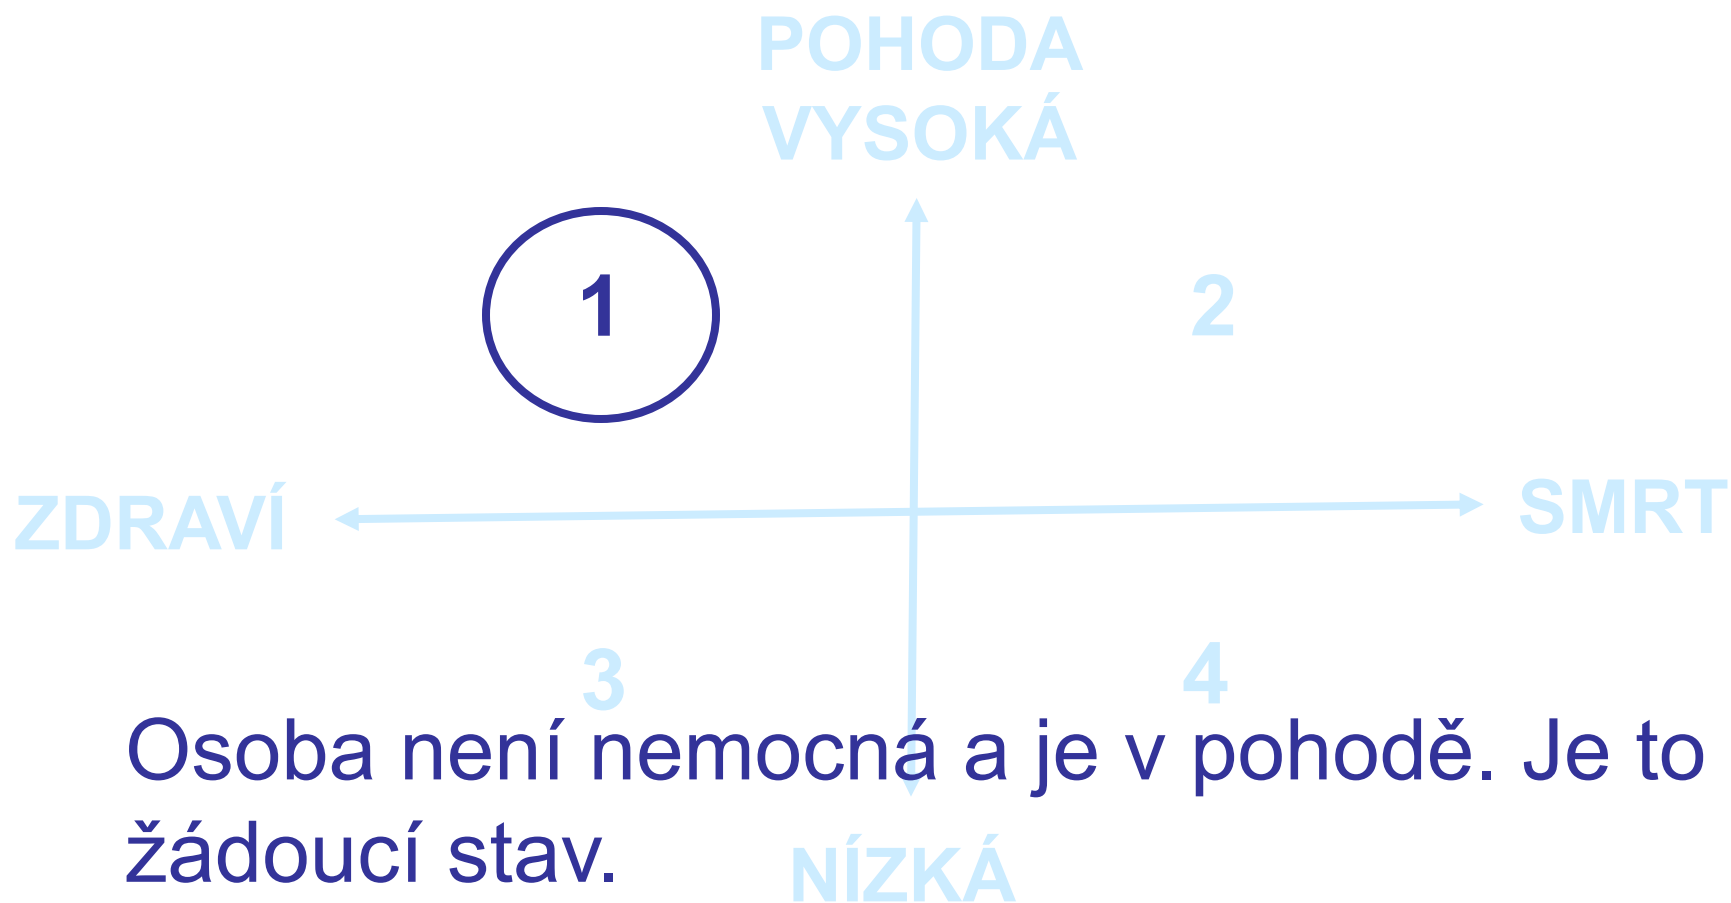 POHODA
VYSOKÁ
1
2
ZDRAVÍ
SMRT
3
4
Osoba není nemocná a je v pohodě. Je to
žádoucí stav.
NÍZKÁ